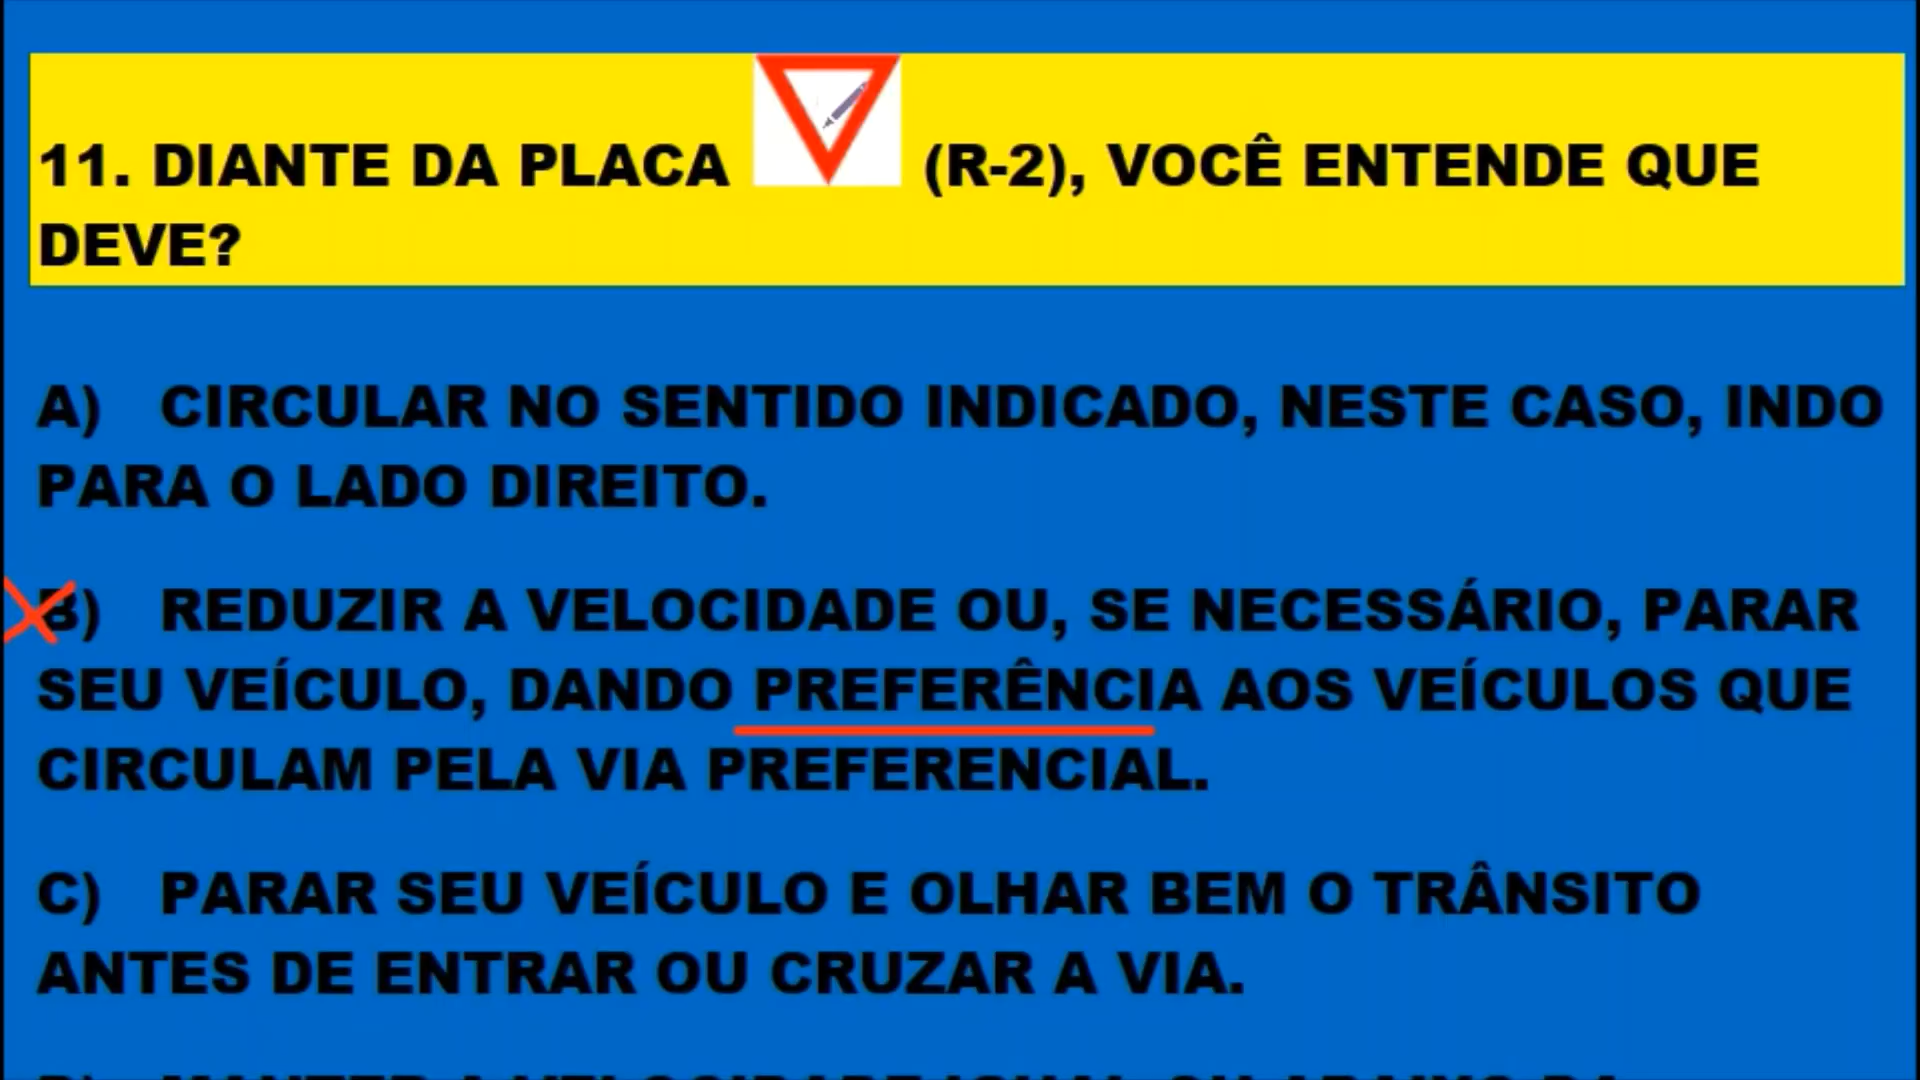 11. DIANTE DA PLACA (R-2), VOCÊ ENTENDE QUE
DEVE?
A) CIRCULAR NO SENTIDO INDICADO, NESTE CASO, INDO
PARA O LADO DIREITO.
B) REDUZIR A VELOCIDADE OU, SE NECESSÁRIO, PARAR
SEU VEÍCULO, DANDO PREFERÊNCIA AOS VEÍCULOS QUE
CIRCULAM PELA VIA PREFERENCIAL.
C) PARAR SEU VEÍCULO E OLHAR BEM O TRÂNSITO
ANTES DE ENTRAR OU CRUZAR A VIA.